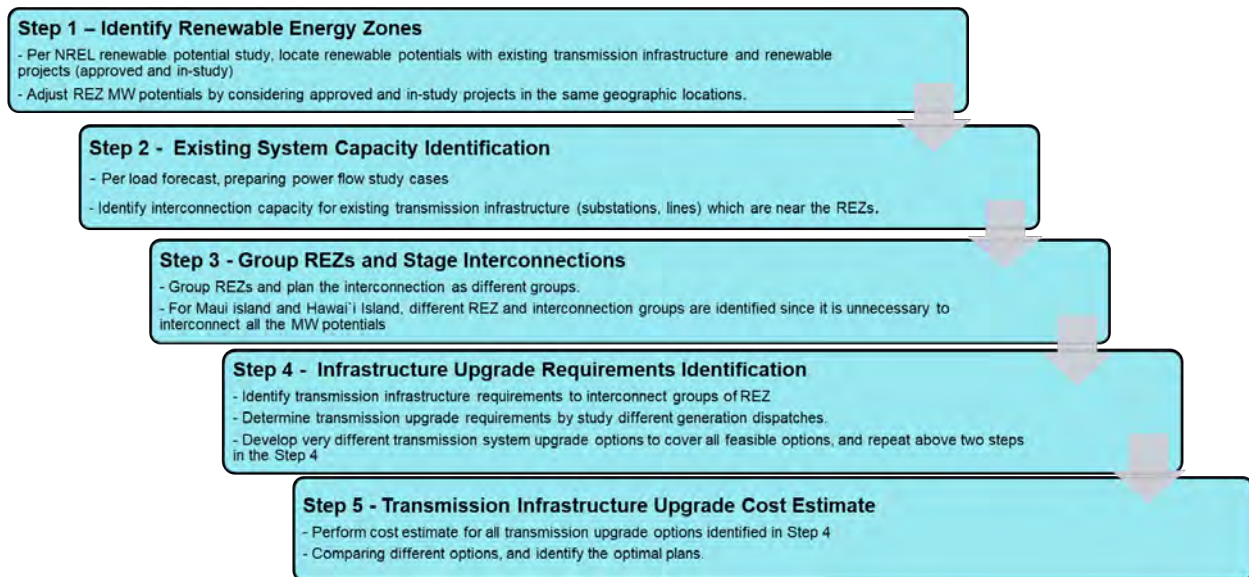 Step 1 – Identify Renewable Energy Zones
- Per NREL renewable potential study, locate renewable potentials with existing transmission infrastructure and renewable
projects (approved and in-study)
- Adjust REZ MW potentials by considering approved and in-study projects in the same geographic locations.
Step 2 - Existing System Capacity Identification
- Per load forecast, preparing power flow study cases
- Identify interconnection capacity for existing transmission infrastructure (substations, lines) which are near the REZs.
Step 3 - Group REZs and Stage Interconnections
- Group REZs and plan the interconnection as different groups.
- For Maui island and Hawai`i Island, different REZ and interconnection groups are identified since it is unnecessary to
interconnect all the MW potentials
Step 4 - Infrastructure Upgrade Requirements Identification
- Identify transmission infrastructure requirements to interconnect groups of REZ
- Determine transmission upgrade requirements by study different generation dispatches.
- Develop very different transmission system upgrade options to cover all feasible options, and repeat above two steps
in the Step 4
Step 5 - Transmission Infrastructure Upgrade Cost Estimate
- Perform cost estimate for all transmission upgrade options identified in Step 4
- Comparing different options, and identify the optimal plans.